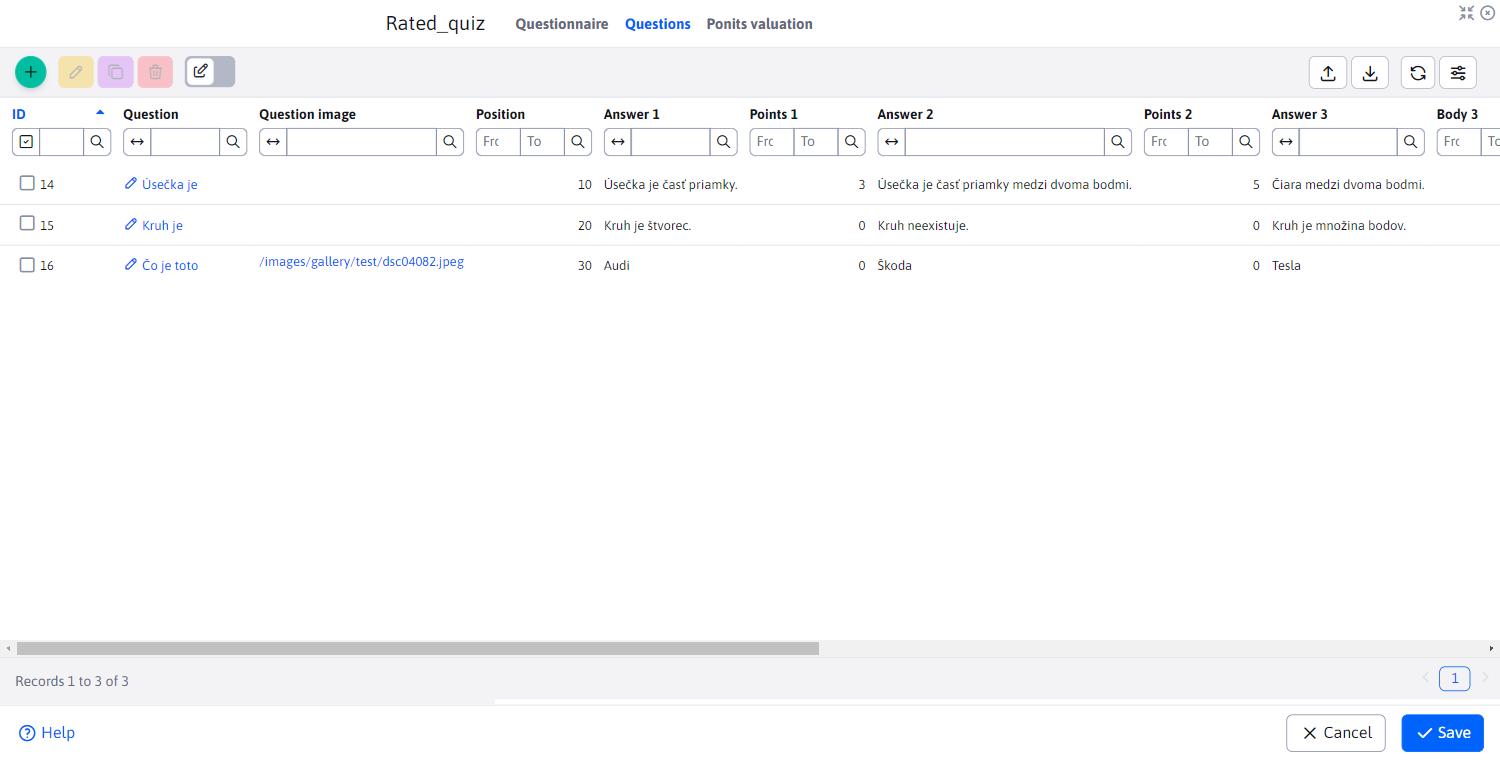 Rated_quiz Questionnaire Questions Ponits valuation
ID Question Question image Position Answer 1 Points 1 Answer 2 Points 2 Answer 3 Body 3
Frc To Frc To Frc To Frc To
14 Úsečka je 10 Úsečka je časť priamky. 3 Úsečka je časť priamky medzi dvoma bodmi. 5 Čiara medzi dvoma bodmi.
15 Kruh je 20 Kruh je štvorec. 0 Kruh neexistuje. 0 Kruh je množina bodov.
16 Čo je toto /images/gallery/test/dsc04082.jpeg 30 Audi 0 Škoda 0 Tesla
Records 1 to 3 of 3 1
Help Cancel Save